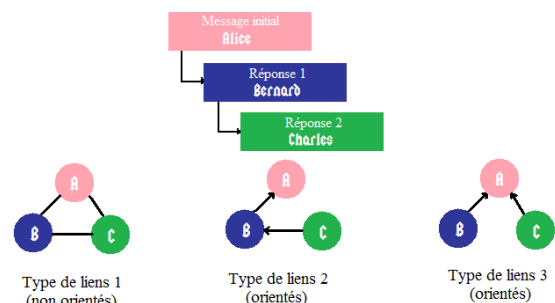 Message initial
Alice
Réponse 1
Bernard
Réponse 2
Charles
A
B
C
A
B
C
A
B
C
Type de liens 1
(non orientés)
Type de liens 2
(orientés)
Type de liens 3
(orientés)